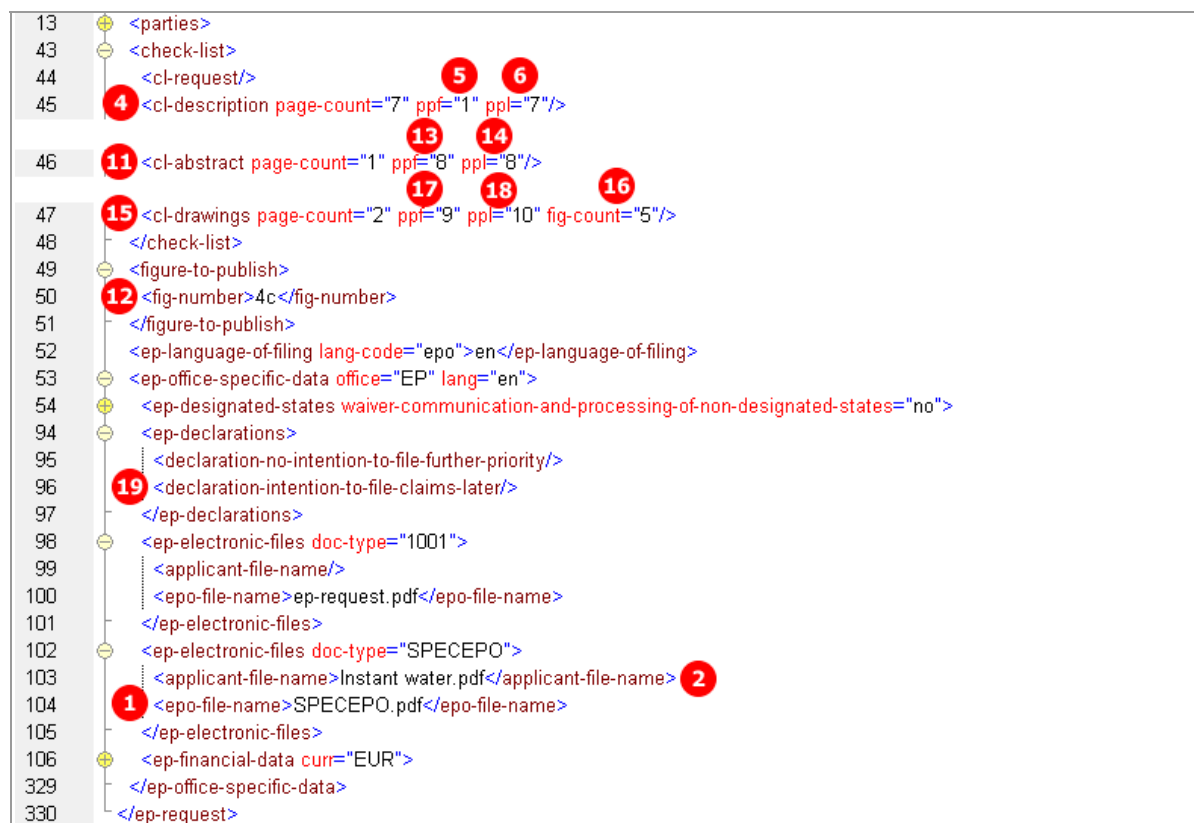 13 <parties>
43 <check-list>
44 <cl-request/>
5 6
45 4 <cl-description page-count="7" ppf="1" ppl="7"/>
13 14
46 11 <cl-abstract page-count="1" ppf="8" ppl="8"/>
17 18 16
47 15 <cl-drawings page-count="2" ppf="9" ppl="10" fig-count="5"/>
48 </check-list>
49 <figure-to-publish>
50 12 <fig-number>4c</fig-number>
51 </figure-to-publish>
52 <ep-language-of-filing lang-code="epo">en</ep-language-of-filing>
53 <ep-office-specific-data office="EP" lang="en">
54 <ep-designated-states waiver-communication-and-processing-of-non-designated-states="no">
94 <ep-declarations>
95 <declaration-no-intention-to-file-further-priority/>
96 19 <declaration-intention-to-file-claims-later/>
97 </ep-declarations>
98 <ep-electronic-files doc-type="1001">
99 <applicant-file-name/>
100 <epo-file-name>ep-request.pdf</epo-file-name>
101 </ep-electronic-files>
102 <ep-electronic-files doc-type="SPECEPO">
103 <applicant-file-name>Instant water.pdf</applicant-file-name> 2
104 1 <epo-file-name>SPECEPO.pdf</epo-file-name>
105 </ep-electronic-files>
106 <ep-financial-data curr="EUR">
329 </ep-office-specific-data>
330 </ep-request>